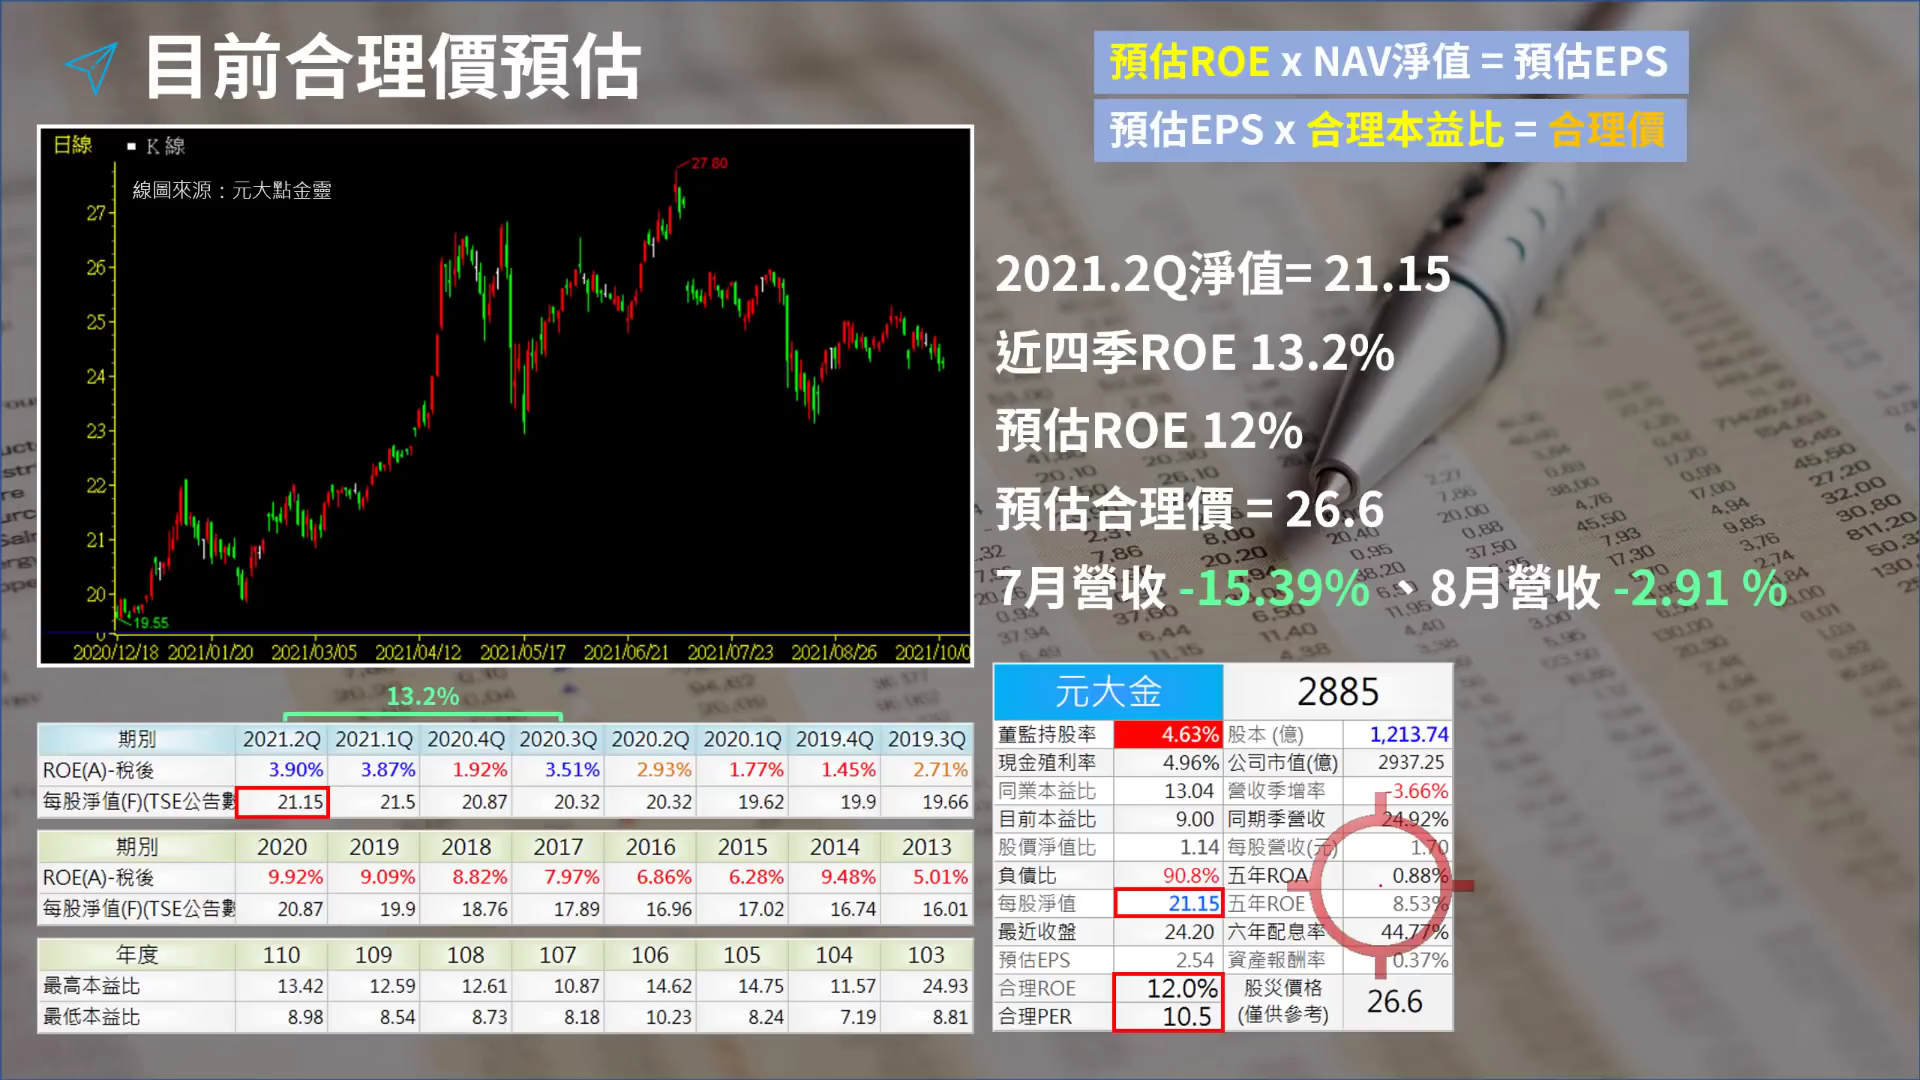 目前合理價預估
預估ROE x NAV淨值 = 預估EPS
預估EPS x 合理本益比 = 合理價
日線 ■ K 線
線圖來源：元大點金靈
27.80
27
26
25
24
23
22
21
20
19.55
0
2020/12/18 2021/01/20 2021/03/05 2021/04/12 2021/05/17 2021/06/21 2021/07/23 2021/08/26 2021/10/0
2021.2Q淨值= 21.15
近四季ROE 13.2%
預估ROE 12%
預估合理價 = 26.6
7月營收 -15.39% 、8月營收 -2.91 %
13.2%
期別 2021.2Q 2021.1Q 2020.4Q 2020.3Q 2020.2Q 2020.1Q 2019.4Q 2019.3Q
ROE(A)-稅後 3.90% 3.87% 1.92% 3.51% 2.93% 1.77% 1.45% 2.71%
每股淨值(F)(TSE公告數 21.15 21.5 20.87 20.32 20.32 19.62 19.9 19.66
期別 2020 2019 2018 2017 2016 2015 2014 2013
ROE(A)-稅後 9.92% 9.09% 8.82% 7.97% 6.86% 6.28% 9.48% 5.01%
每股淨值(F)(TSE公告數 20.87 19.9 18.76 17.89 16.96 17.02 16.74 16.01
年度 110 109 108 107 106 105 104 103
最高本益比 13.42 12.59 12.61 10.87 14.62 14.75 11.57 24.93
最低本益比 8.98 8.54 8.73 8.18 10.23 8.24 7.19 8.81
元大金 2885
董監持股率 4.63% 股本 (億) 1,213.74
現金殖利率 4.96% 公司市值(億) 2937.25
同業本益比 13.04 營收季增率 -3.66%
目前本益比 9.00 同期季營收 24.92%
股價淨值比 1.14 每股營收(元) 1.70
負債比 90.8% 五年ROA 0.88%
每股淨值 21.15 五年ROE 8.53%
最近收盤 24.20 六年配息率 44.77%
預估EPS 2.54 資產報酬率 0.37%
合理ROE 12.0% 股災價格
合理PER 10.5 (僅供參考) 26.6